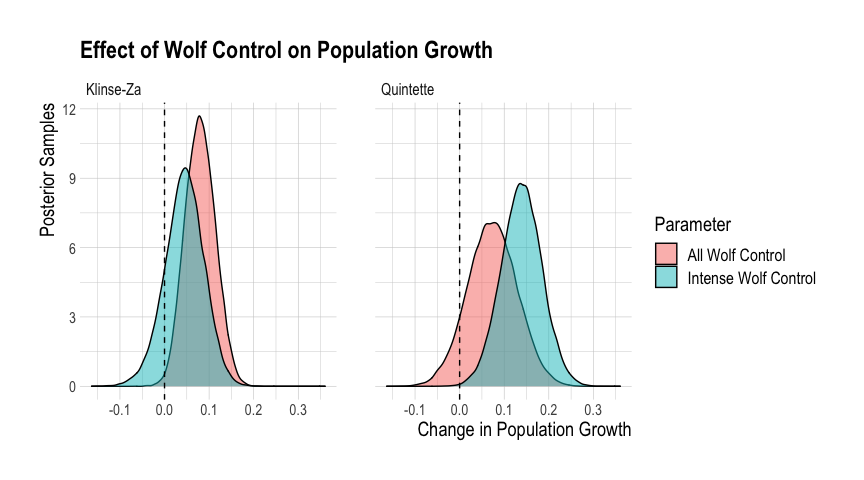 Effect of Wolf Control on Population Growth
Klinse-Za
Quintette
Posterior Samples
12
9
6
3
0
-0.1 0.0 0.1 0.2 0.3
-0.1 0.0 0.1 0.2 0.3
Change in Population Growth
Parameter
All Wolf Control
Intense Wolf Control